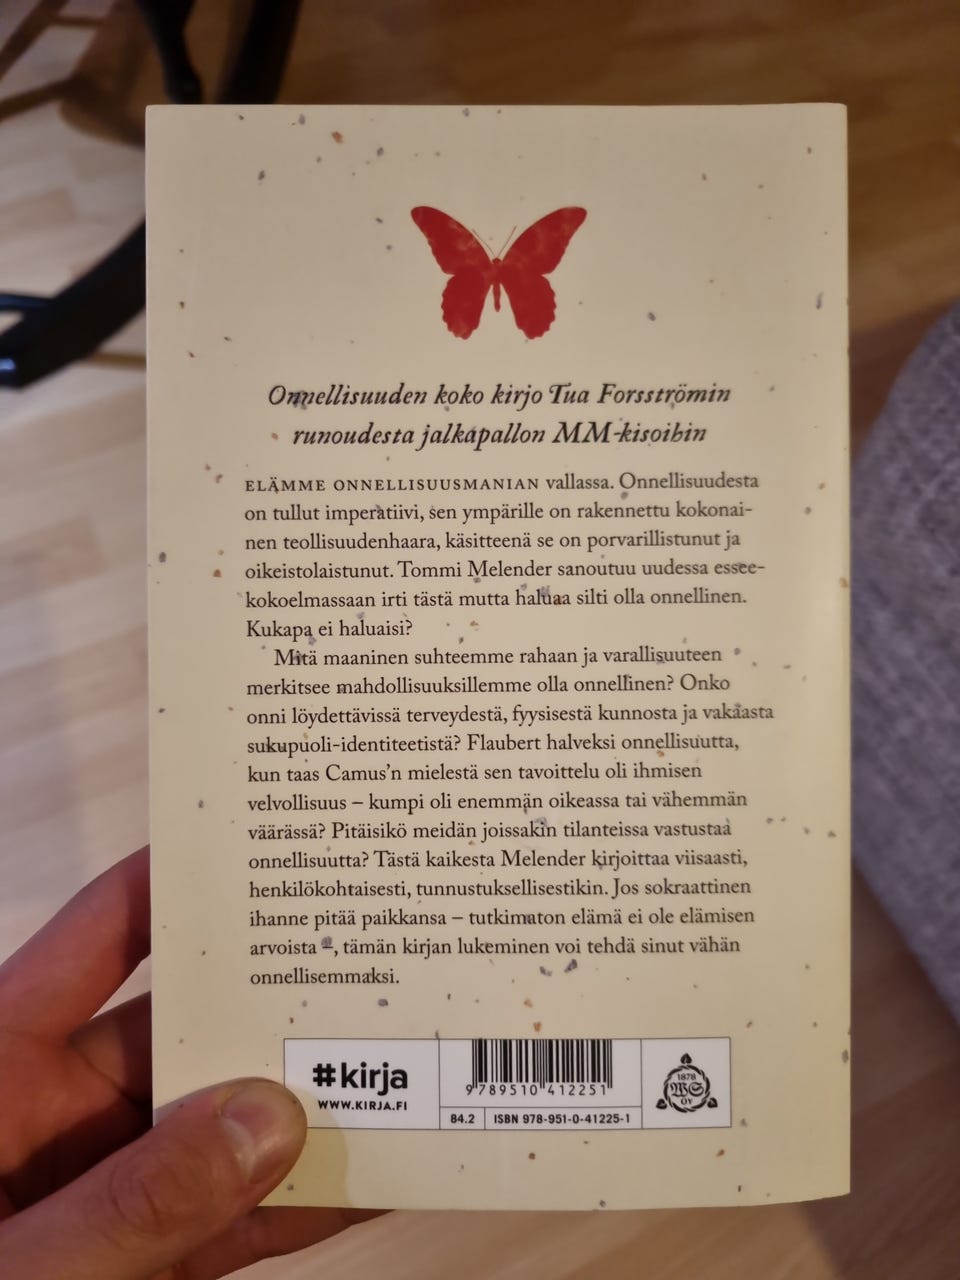 Onnellisuuden koko kirjo Tua Forsströmin
runoudesta jalkapallon MM-kisoihin
ELÄMME ONNELLISUUSMANIAN vallassa. Onnellisuudesta
on tullut imperatiivi, sen ympärille on rakennettu kokonai-
nen teollisuudenhaara, käsitteenä se on porvarillistunut ja
oikeistolaistunut. Tommi Melender sanoutuu uudessa essee-
kokoelmassaan irti tästä mutta haluaa silti olla onnellinen.
Kukapa ei haluaisi?
Mitä maaninen suhteemme rahaan ja varallisuuteen
merkitsee mahdollisuuksillemme olla onnellinen? Onko
onni löydettävissä terveydestä, fyysisestä kunnosta ja vakaasta
sukupuoli-identiteetistä? Flaubert halveksi onnellisuutta,
kun taas Camus'n mielestä sen tavoittelu oli ihmisen
velvollisuus – kumpi oli enemmän oikeassa tai vähemmän
väärässä? Pitäisikö meidän joissakin tilanteissa vastustaa
onnellisuutta? Tästä kaikesta Melender kirjoittaa viisaasti,
henkilökohtaisesti, tunnustuksellisestikin. Jos sokraattinen
ihanne pitää paikkansa – tutkimaton elämä ei ole elämisen
arvoista –, tämän kirjan lukeminen voi tehdä sinut vähän
onnellisemmaksi.
#kirja
WWW.KIRJA.FI
9 789510 412251
84.2 ISBN 978-951-0-41225-1
1878
WS
OY